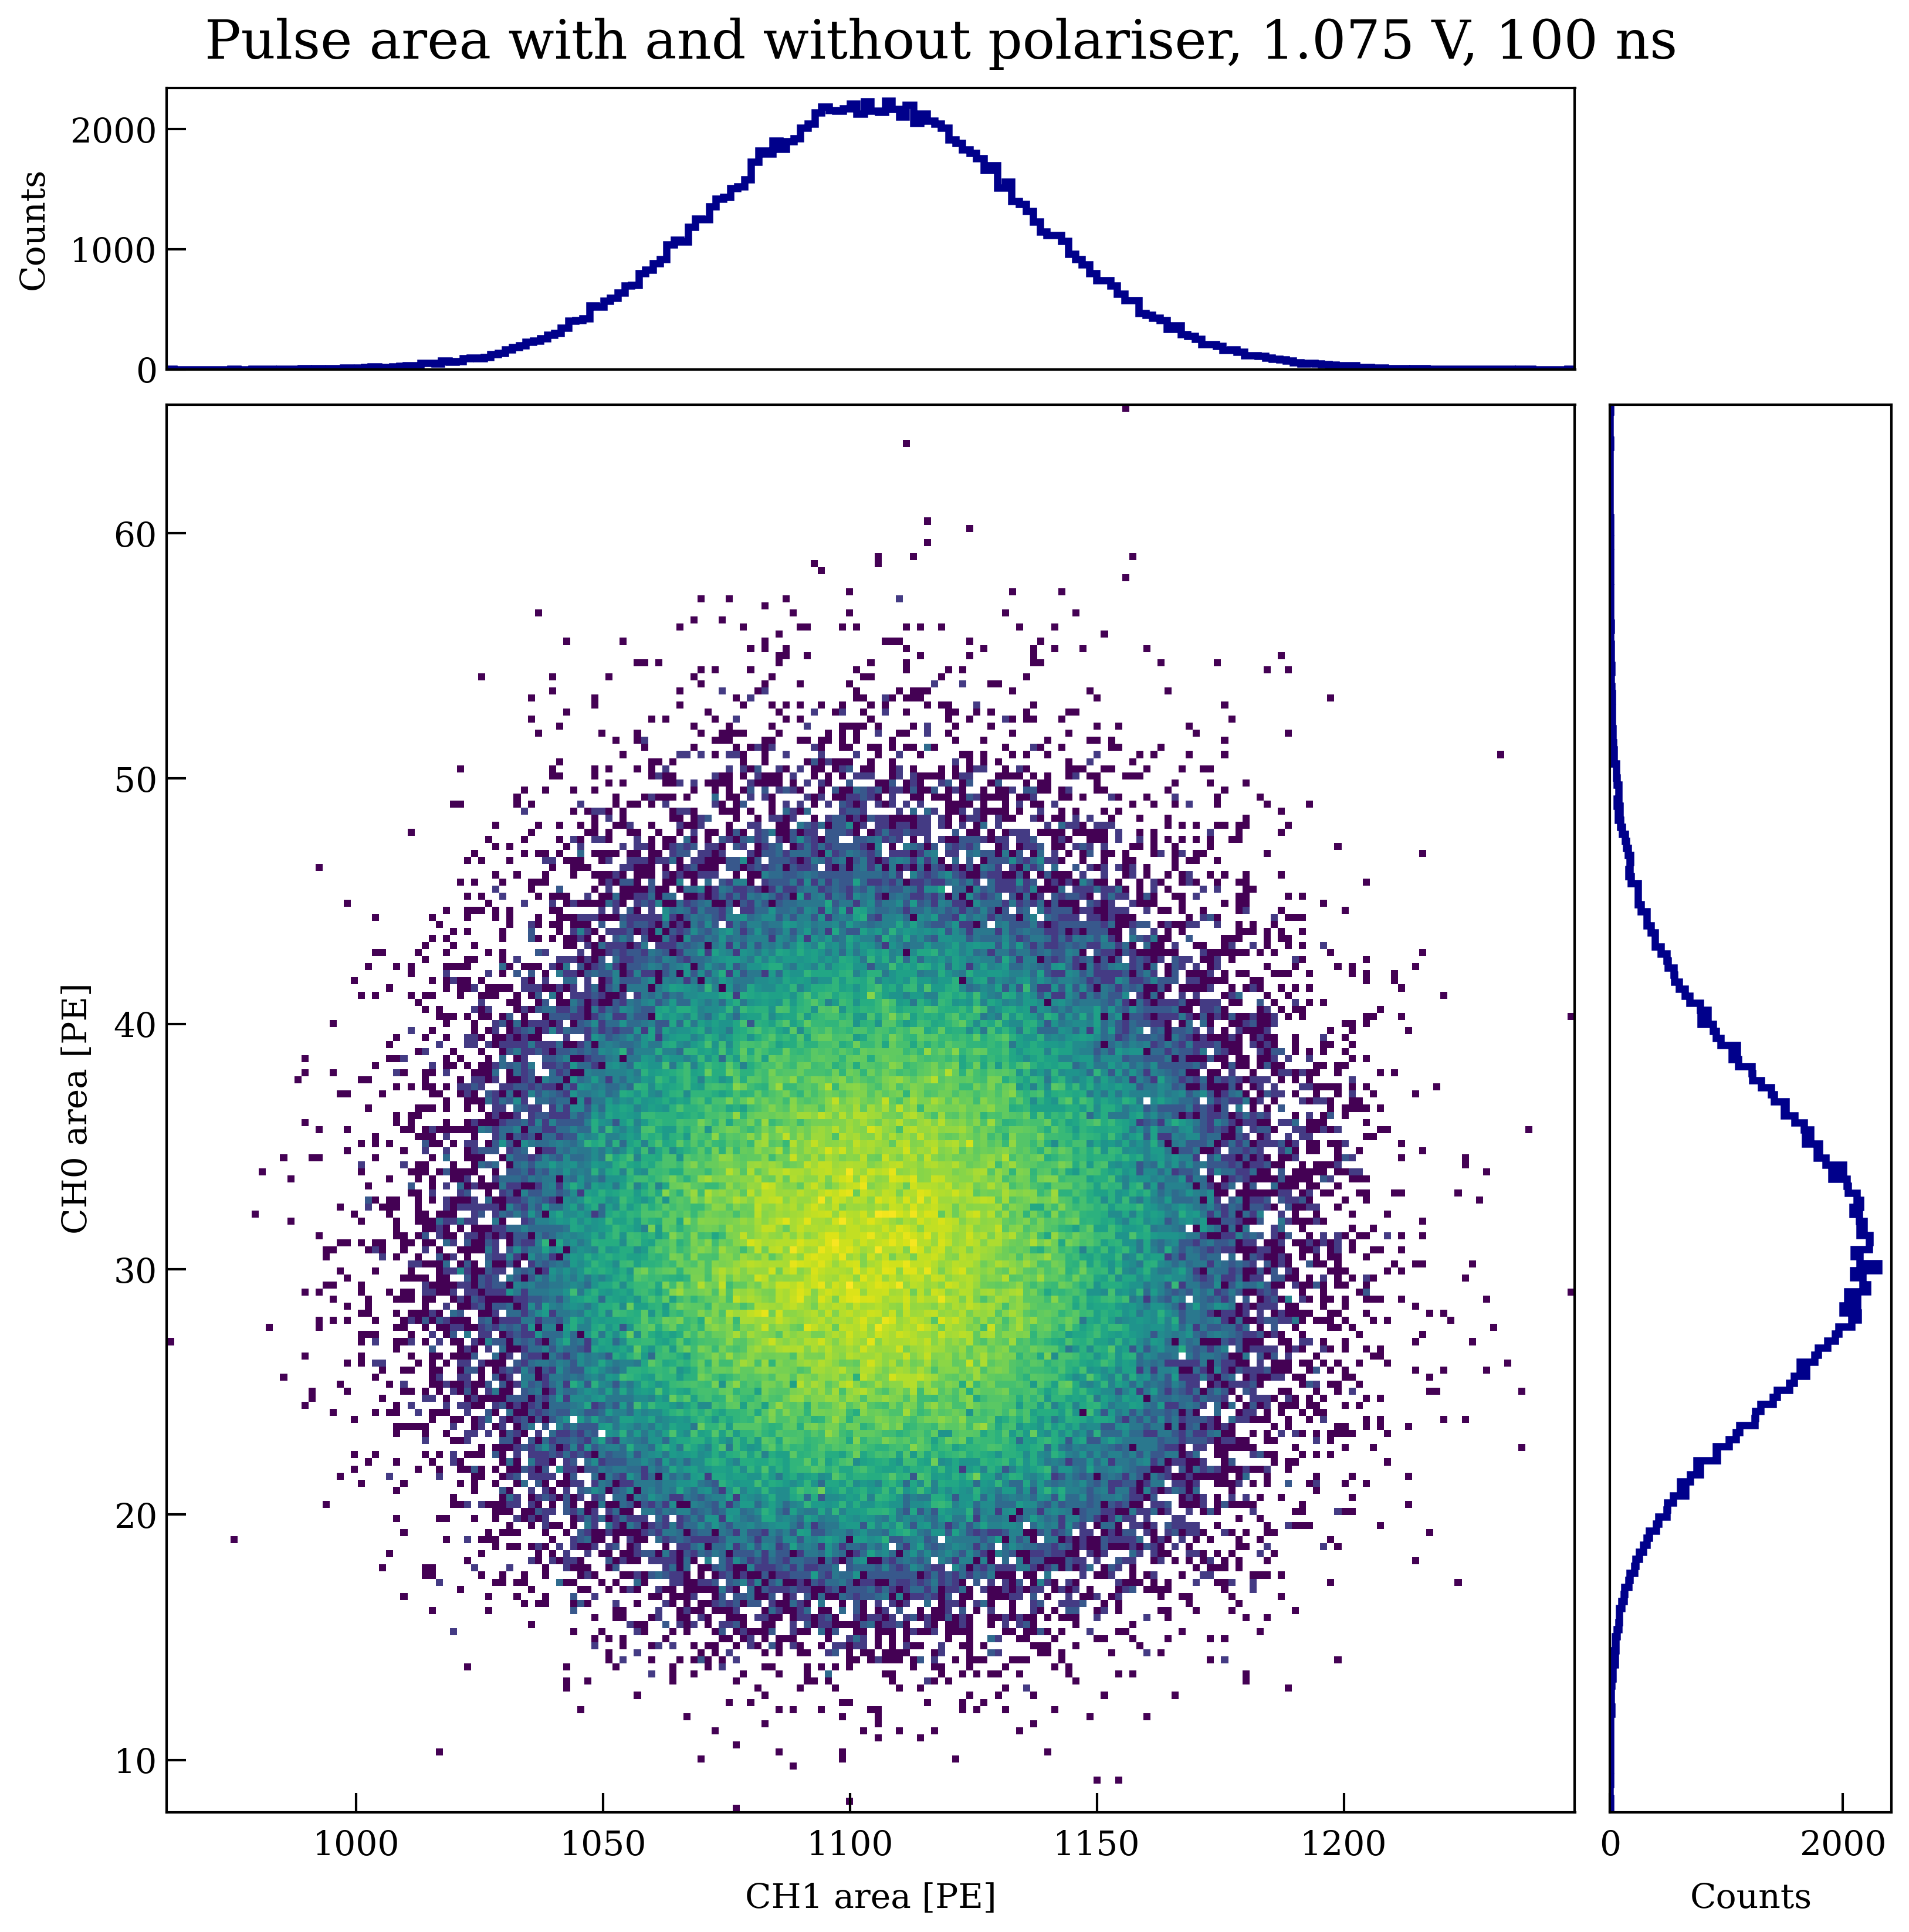 Pulse area with and without polariser, 1.075 V, 100 ns
2000
1000
0
Counts
60
50
40
30
20
10
CH0 area [PE]
1000 1050 1100 1150 1200
CH1 area [PE]
0 2000
Counts